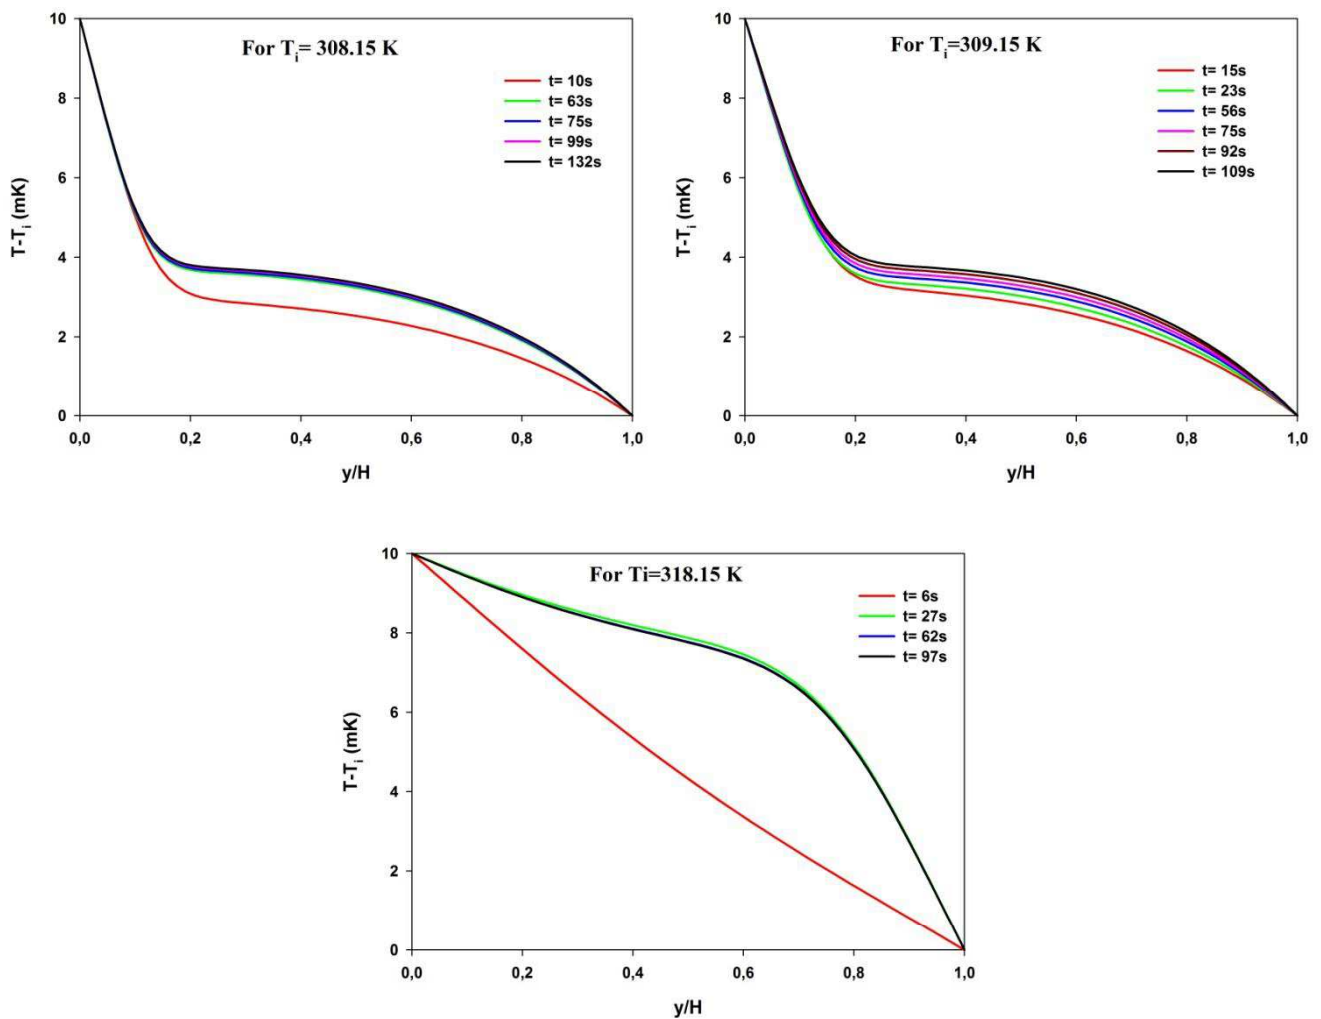 For Tᵢ= 308.15 K
t= 10s
t= 63s
t= 75s
t= 99s
t= 132s
T-Tᵢ (mK)
10
8
6
4
2
0
0,0 0,2 0,4 0,6 0,8 1,0
y/H
For Tᵢ=309.15 K
t= 15s
t= 23s
t= 56s
t= 75s
t= 92s
t= 109s
T-Tᵢ (mK)
10
8
6
4
2
0
0,0 0,2 0,4 0,6 0,8 1,0
y/H
For Ti=318.15 K
t= 6s
t= 27s
t= 62s
t= 97s
T-Tᵢ (mK)
10
8
6
4
2
0
0,0 0,2 0,4 0,6 0,8 1,0
y/H